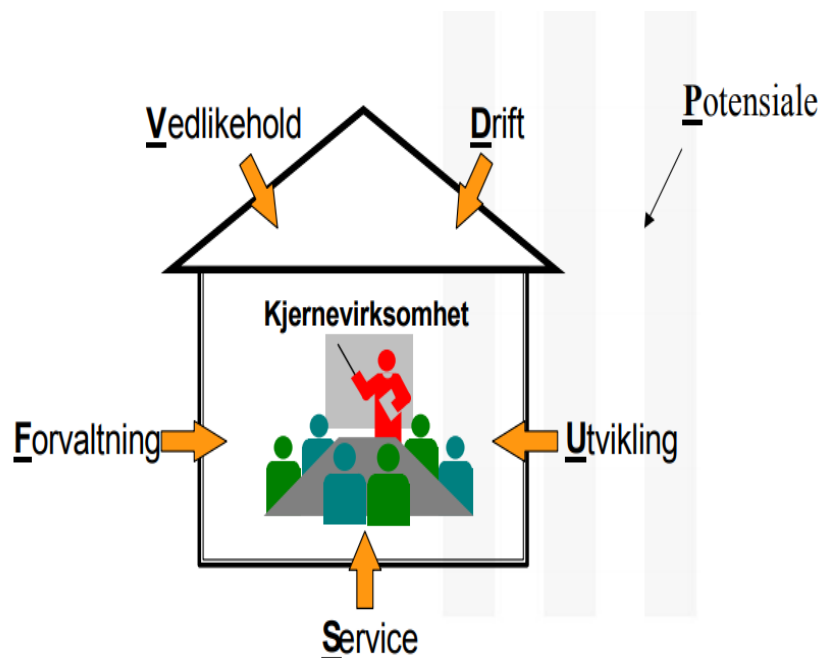 Potensiale
Vedlikehold
Drift
Kjernevirksomhet
Forvaltning
Utvikling
Service